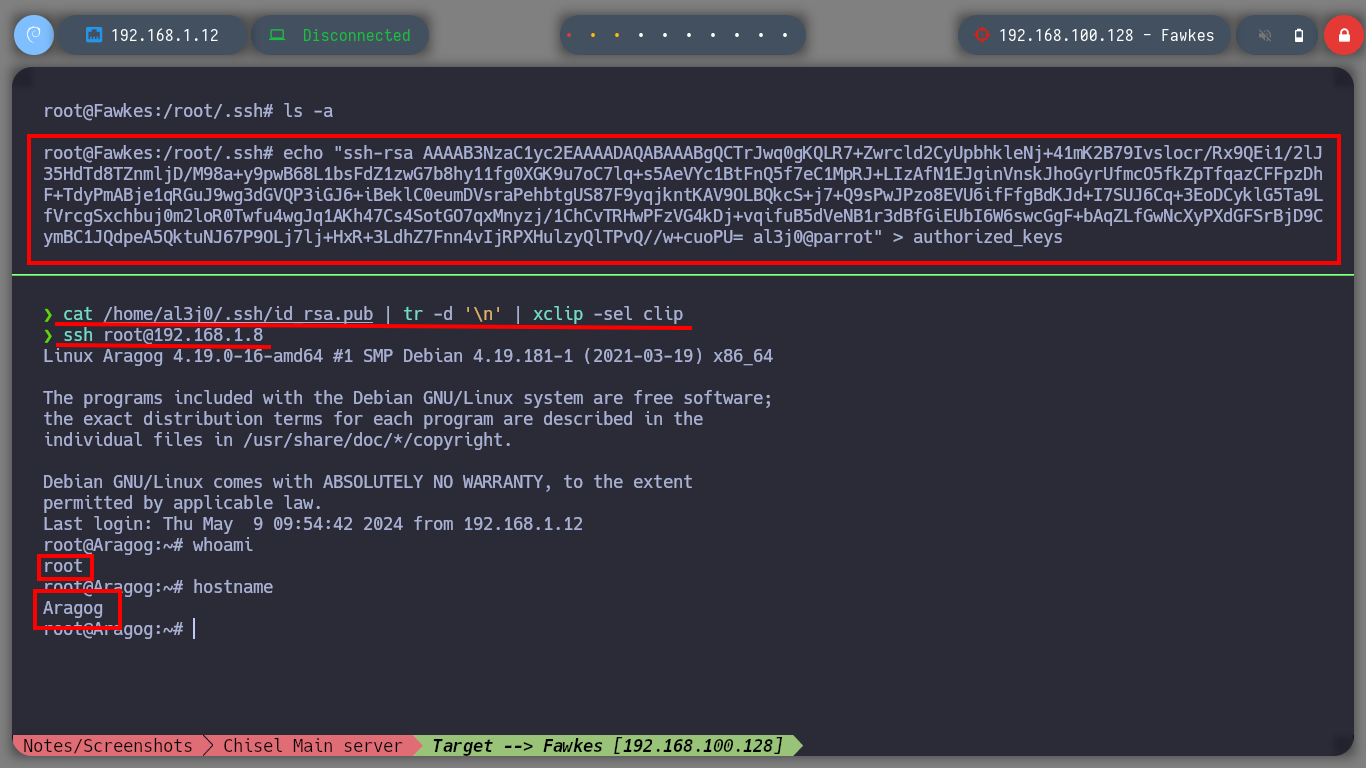 192.168.1.12
Disconnected
192.168.100.128 - Fawkes
root@Fawkes:/root/.ssh# ls -a
root@Fawkes:/root/.ssh# echo "ssh-rsa AAAAB3NzaC1yc2EAAAADAQABAAABgQCTrJwq0gKQLR7+Zwrcld2CyUpbhkleNj+41mK2B79Ivslocr/Rx9QEi1/2lJ
35HdTd8TZnmljD/M98a+y9pwB68L1bsFdZ1zwG7b8hy11fg0XGK9u7oC7lq+s5AeVYc1BtFnQ5f7eC1MpRJ+LIzAfN1EJginVnskJhoGyrUfmcO5fkZpTfqazCFFpzDh
F+TdyPmABje1qRGuJ9wg3dGVQP3iGJ6+iBeklC0eumDVsraPehbtgUS87F9yqjkntKAV9OLBQkcS+j7+Q9sPwJPzo8EVU6ifFfgBdKJd+I7SUJ6Cq+3EoDCyklG5Ta9L
fVrcgSxchbuj0m2loR0Twfu4wgJq1AKh47Cs4SotGO7qxMnyzj/1ChCvTRHwPFzVG4kDj+vqifuB5dVeNB1r3dBfGiEUbI6W6swcGgF+bAqZLfGwNcXyPXdGFSrBjD9C
ymBC1JQdpeA5QktuNJ67P9OLj7lj+HxR+3LdhZ7Fnn4vIjRPXHulzyQlTPvQ//w+cuoPU= al3j0@parrot" > authorized_keys
❯ cat /home/al3j0/.ssh/id_rsa.pub | tr -d '\n' | xclip -sel clip
❯ ssh root@192.168.1.8
Linux Aragog 4.19.0-16-amd64 #1 SMP Debian 4.19.181-1 (2021-03-19) x86_64
The programs included with the Debian GNU/Linux system are free software;
the exact distribution terms for each program are described in the
individual files in /usr/share/doc/*/copyright.
Debian GNU/Linux comes with ABSOLUTELY NO WARRANTY, to the extent
permitted by applicable law.
Last login: Thu May  9 09:54:42 2024 from 192.168.1.12
root@Aragog:~# whoami
root
root@Aragog:~# hostname
Aragog
root@Aragog:~#
Notes/Screenshots
Chisel Main server
Target --> Fawkes [192.168.100.128]